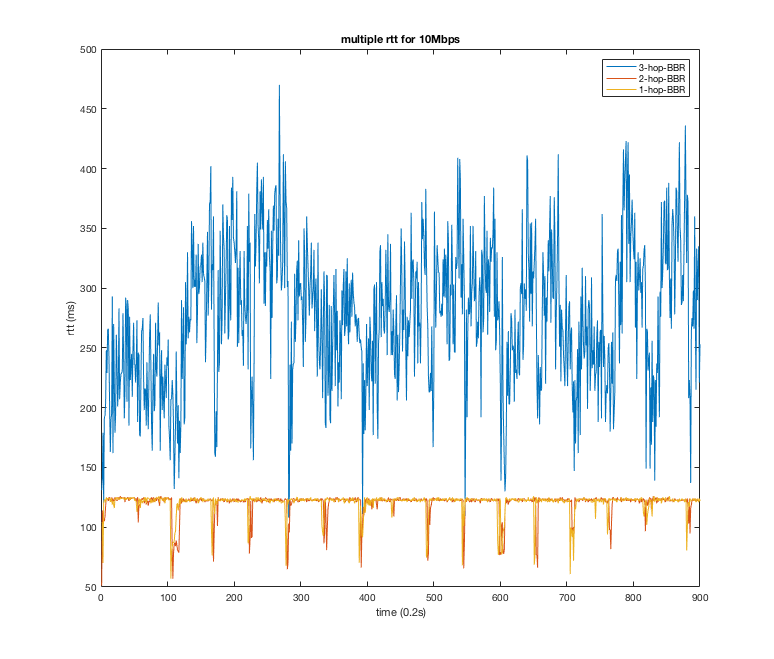 multiple rtt for 10Mbps
500
450
400
350
300
250
200
150
100
50
rtt (ms)
3-hop-BBR
2-hop-BBR
1-hop-BBR
0 100 200 300 400 500 600 700 800 900
time (0.2s)